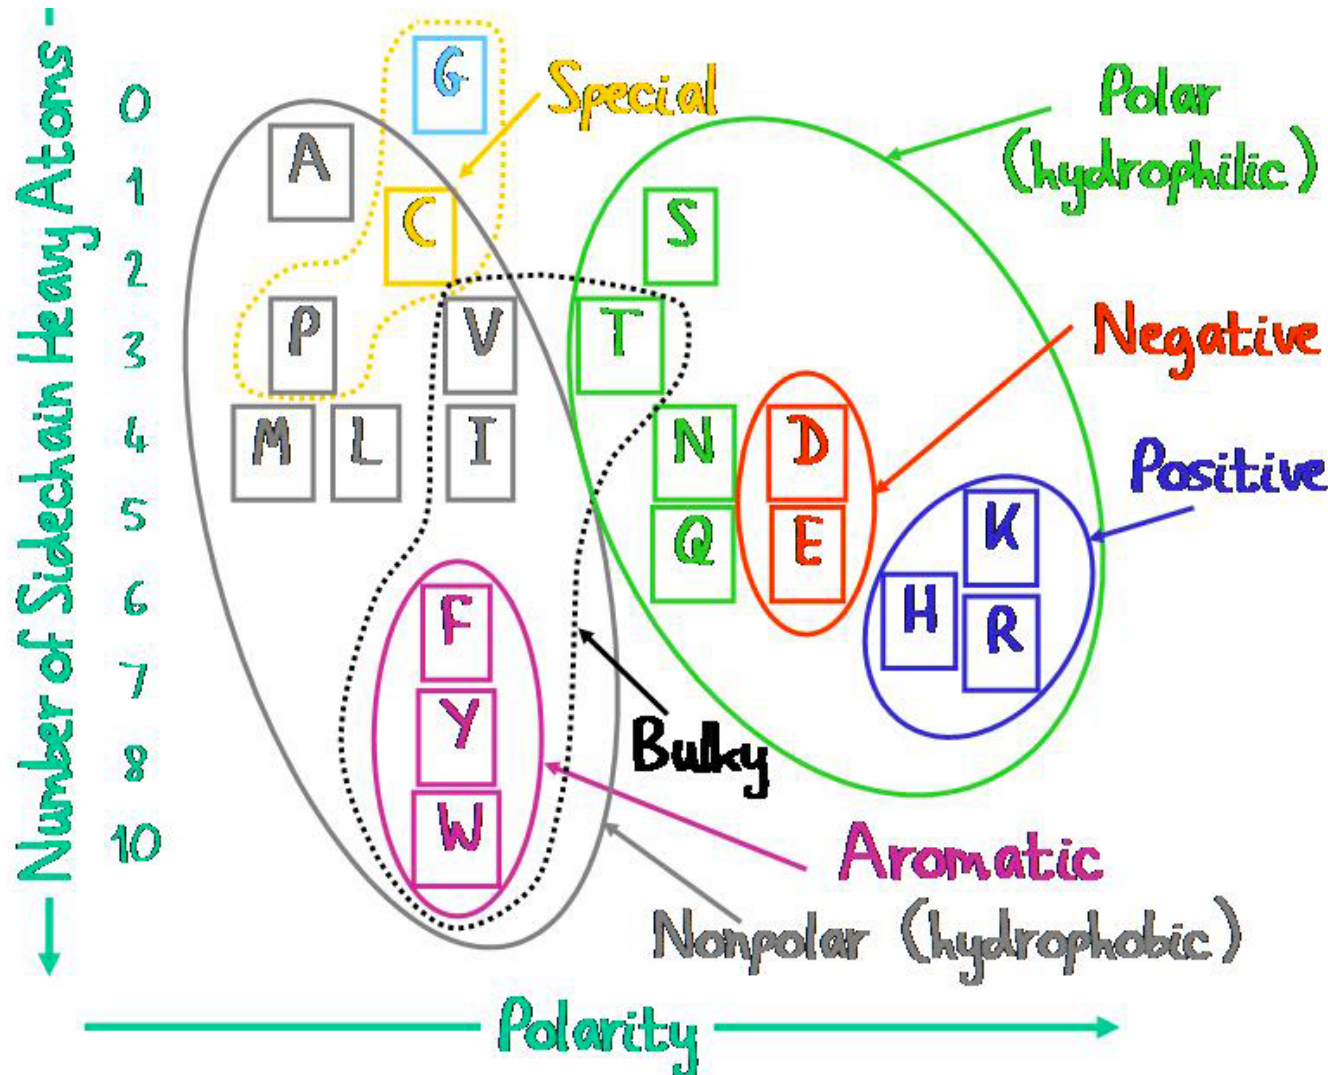 Number of Sidechain Heavy Atoms
0
1
2
3
4
5
6
7
8
10
G
Special
A
C
P
V
M
L
I
F
Y
W
Polar
(hydrophilic)
S
T
N
D
Q
E
Negative
Positive
K
H
R
Bulky
Aromatic
Nonpolar (hydrophobic)
Polarity